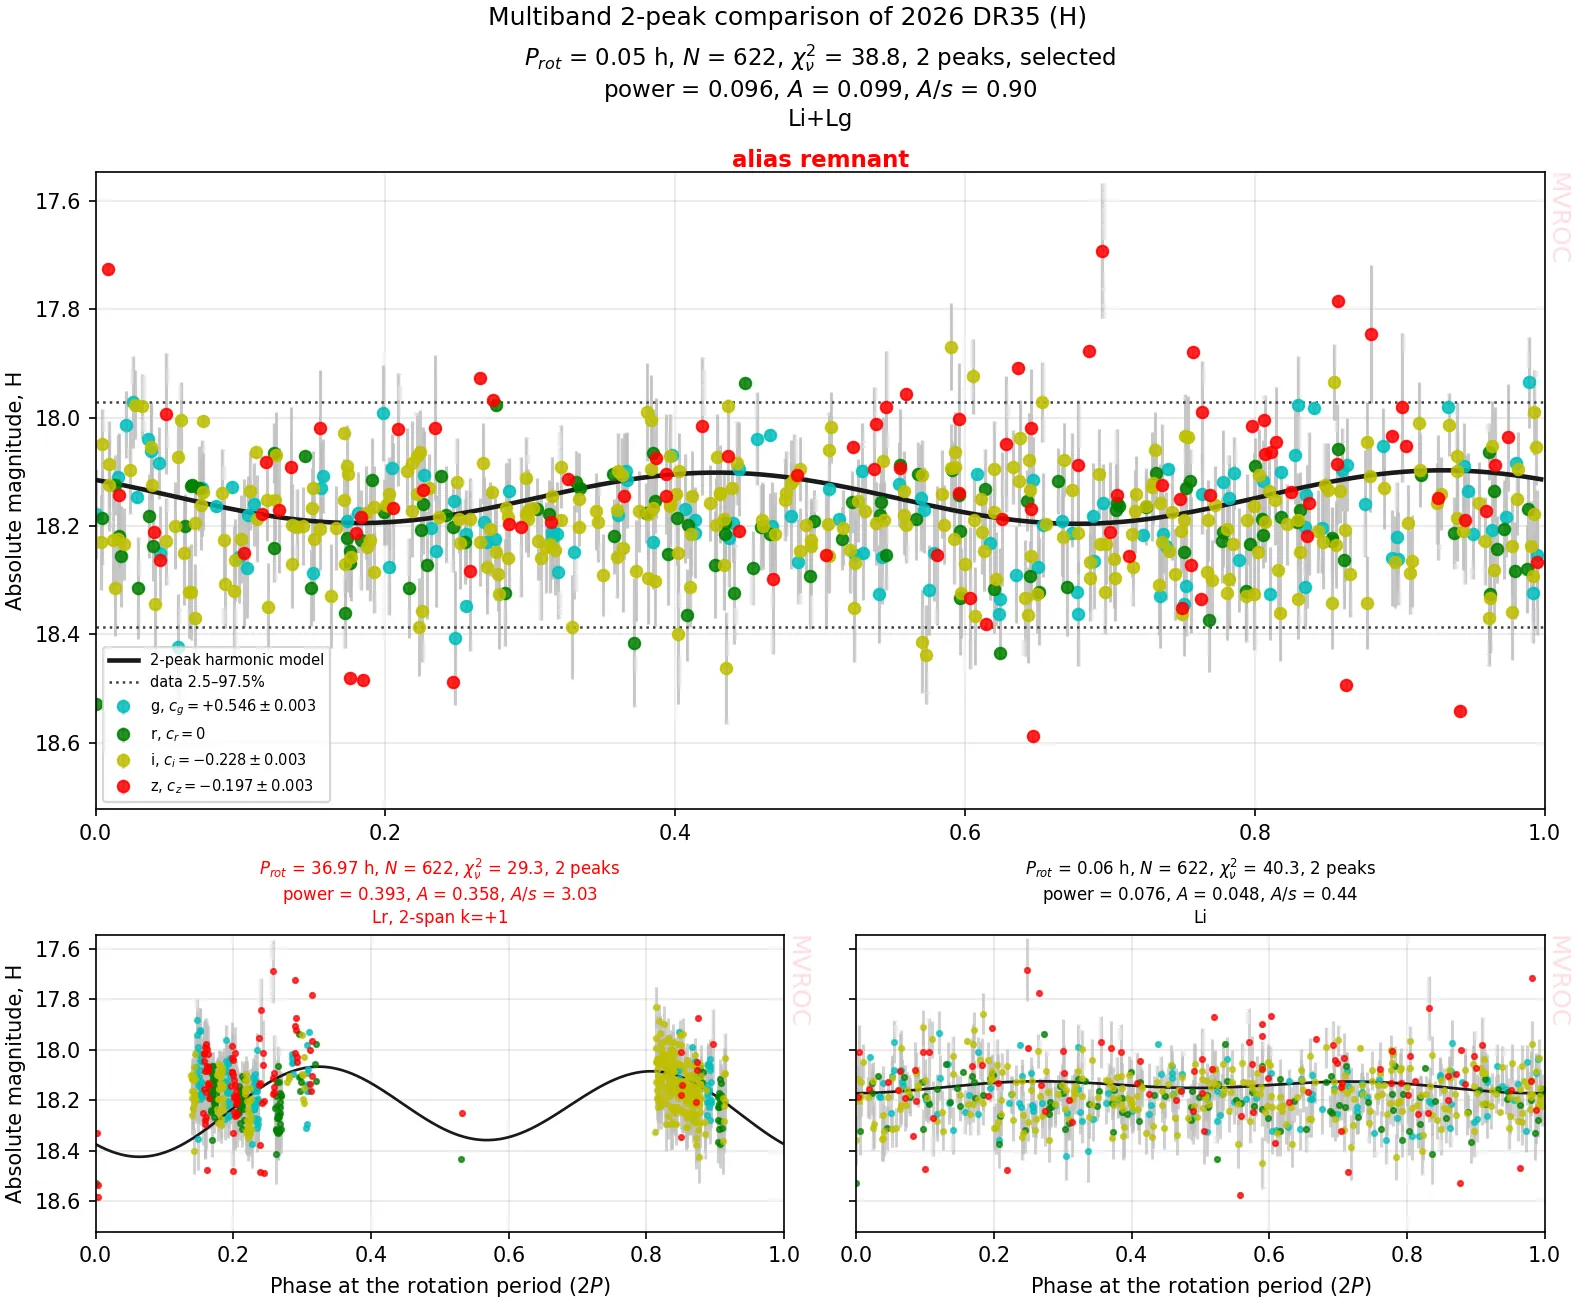 Multiband 2-peak comparison of 2026 DR35 (H)
P_rot = 0.05 h, N = 622, χ²_ν = 38.8, 2 peaks, selected
power = 0.096, A = 0.099, A/s = 0.90
Li+Lg
alias remnant
MVROC
17.6
17.8
18.0
18.2
18.4
18.6
Absolute magnitude, H
2-peak harmonic model
data 2.5–97.5%
g, c_g = +0.546 ± 0.003
r, c_r = 0
i, c_i = −0.228 ± 0.003
z, c_z = −0.197 ± 0.003
0.0 0.2 0.4 0.6 0.8 1.0
P_rot = 36.97 h, N = 622, χ²_ν = 29.3, 2 peaks
power = 0.393, A = 0.358, A/s = 3.03
Lr, 2-span k=+1
MVROC
17.6
17.8
18.0
18.2
18.4
18.6
Absolute magnitude, H
0.0 0.2 0.4 0.6 0.8 1.0
Phase at the rotation period (2P)
P_rot = 0.06 h, N = 622, χ²_ν = 40.3, 2 peaks
power = 0.076, A = 0.048, A/s = 0.44
Li
MVROC
0.0 0.2 0.4 0.6 0.8 1.0
Phase at the rotation period (2P)